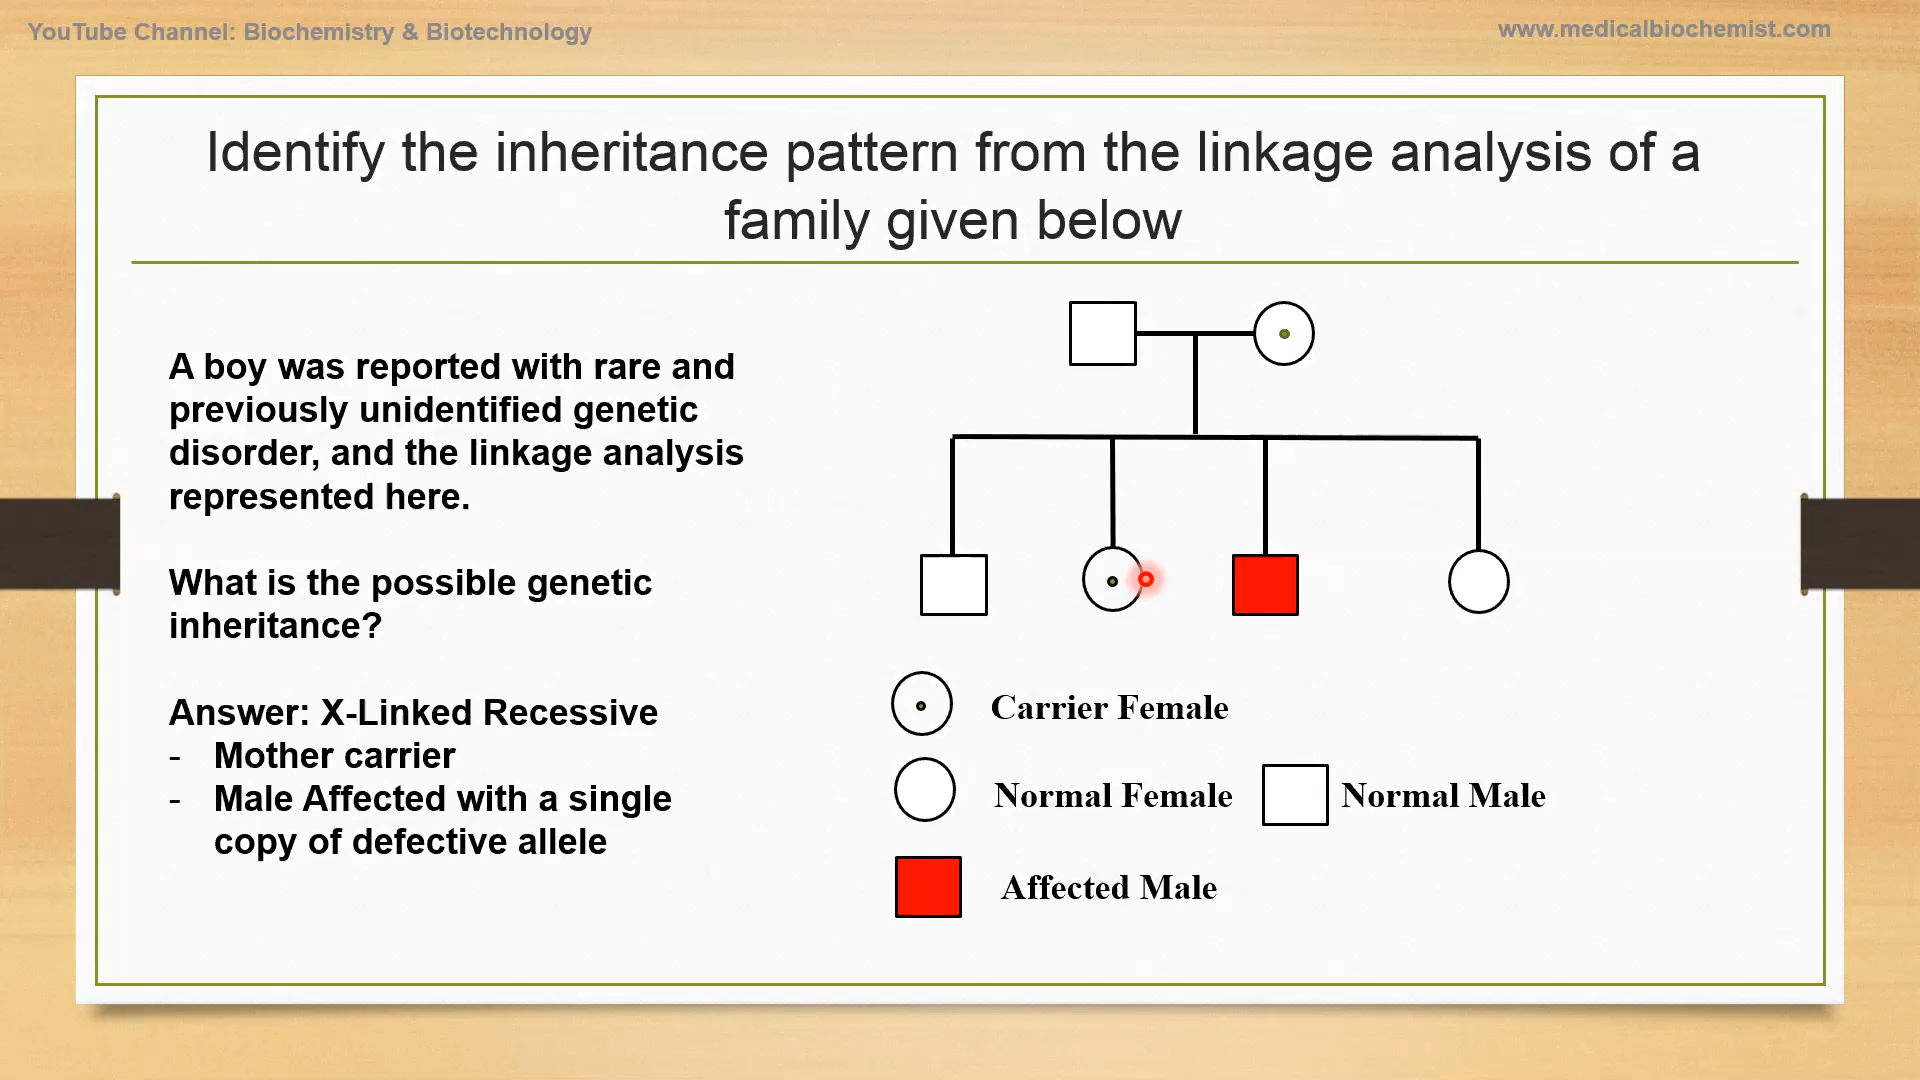 YouTube Channel: Biochemistry & Biotechnology
www.medicalbiochemist.com
Identify the inheritance pattern from the linkage analysis of a
family given below
A boy was reported with rare and
previously unidentified genetic
disorder, and the linkage analysis
represented here.
What is the possible genetic
inheritance?
Answer: X-Linked Recessive
- Mother carrier
- Male Affected with a single
copy of defective allele
Carrier Female
Normal Female
Normal Male
Affected Male